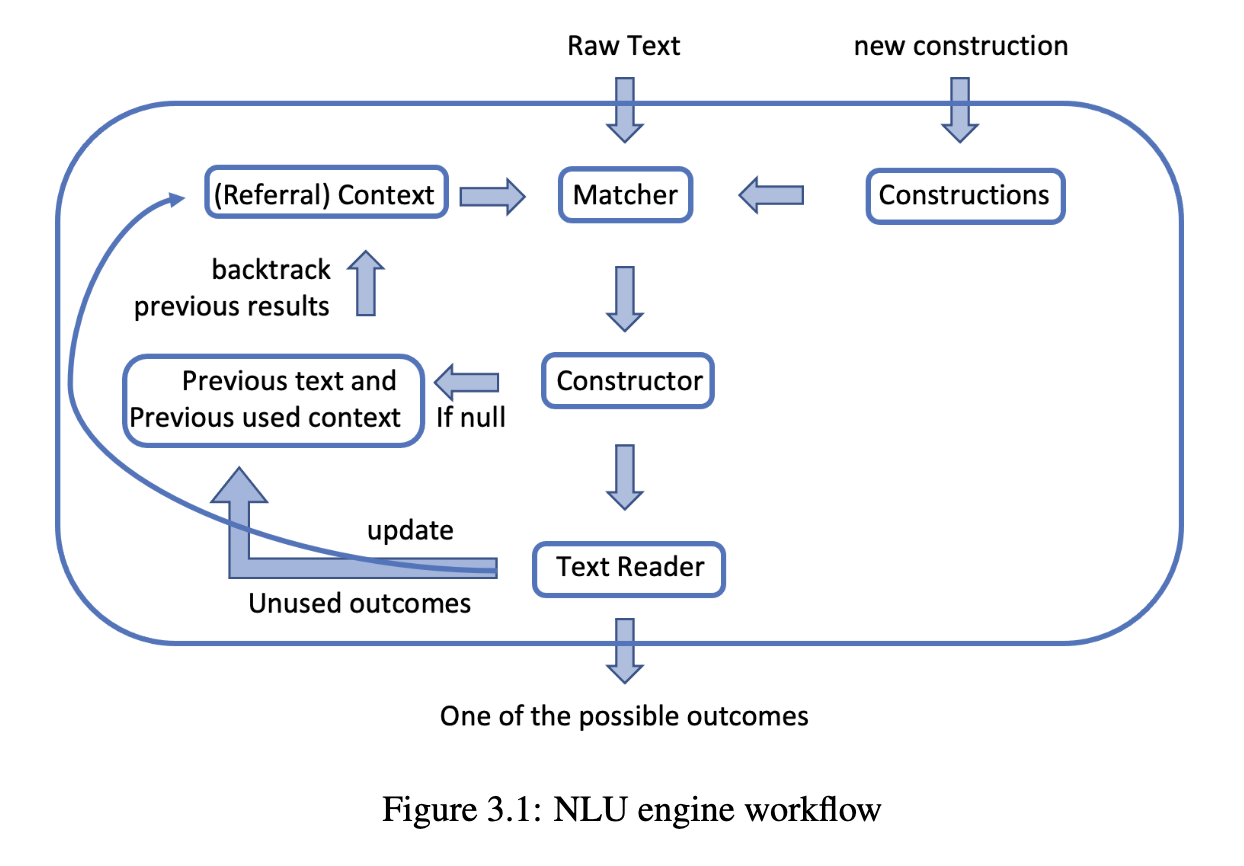 Raw Text
new construction
(Referral) Context
Matcher
Constructions
backtrack
previous results
Previous text and
Previous used context
If null
Constructor
update
Unused outcomes
Text Reader
One of the possible outcomes
Figure 3.1: NLU engine workflow